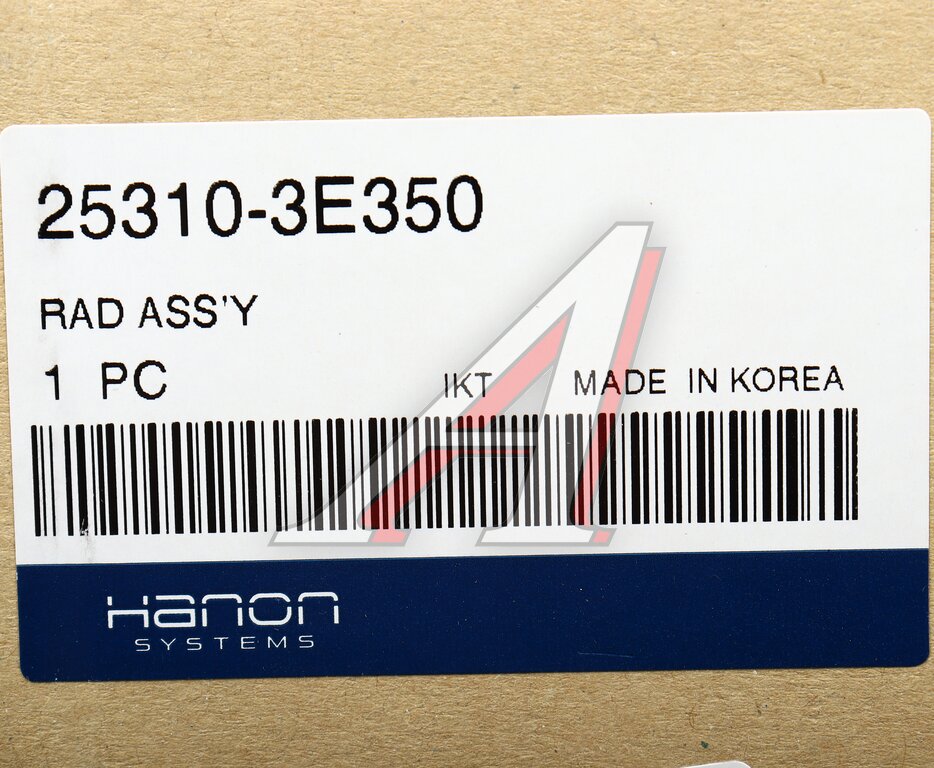 25310-3E350
RAD ASS'Y
1 PC IKT MADE IN KOREA
Hanon
SYSTEMS